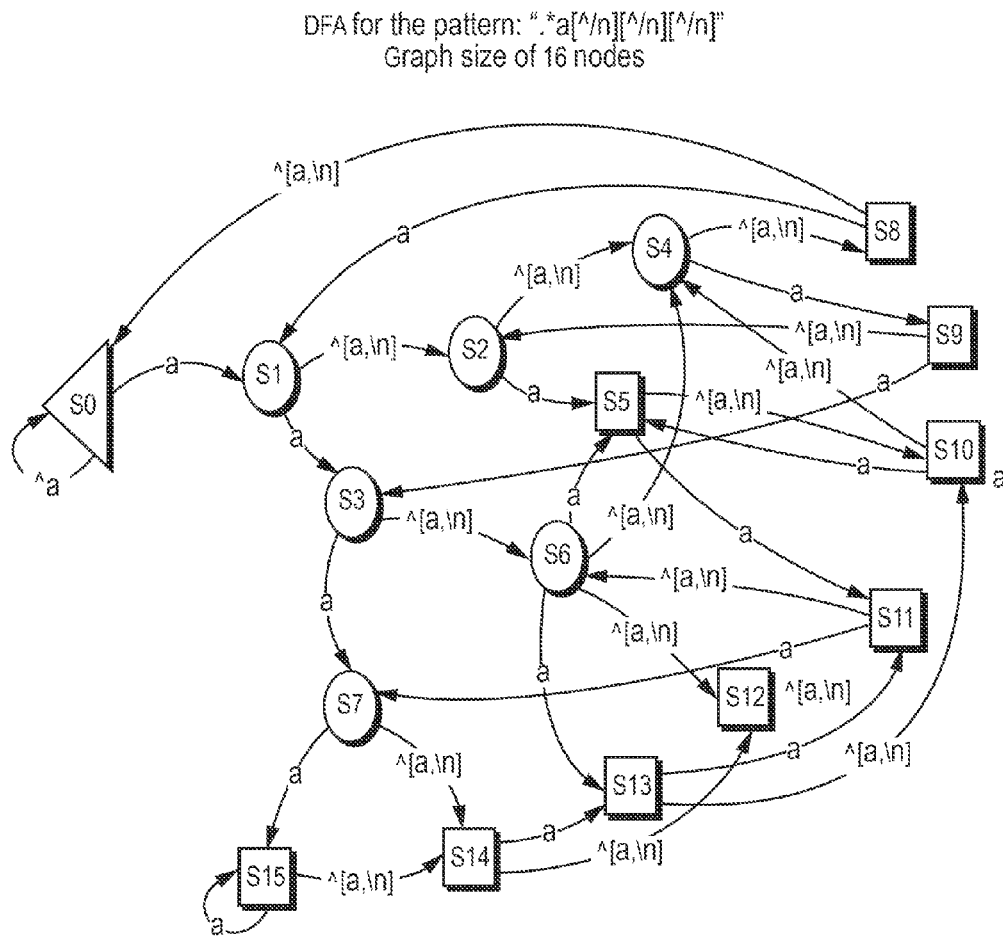 DFA for the pattern: ".*a[^/n][^/n][^/n]"
Graph size of 16 nodes
^[a,\n]
S8
a
S4
^[a,\n]
^[a,\n]
a
S9
S1
^[a,\n]
S2
^[a,\n]
a
S0
^[a,\n]
a
S5
^[a,\n]
a
S10
a
a
a
^a
S3
^[a,\n]
a
^[a,\n]
S6
a
^[a,\n]
S11
a
^[a,\n]
a
a
S12
^[a,\n]
S7
^[a,\n]
a
S13
a
^[a,\n]
S14
a
^[a,\n]
S15
^[a,\n]
a